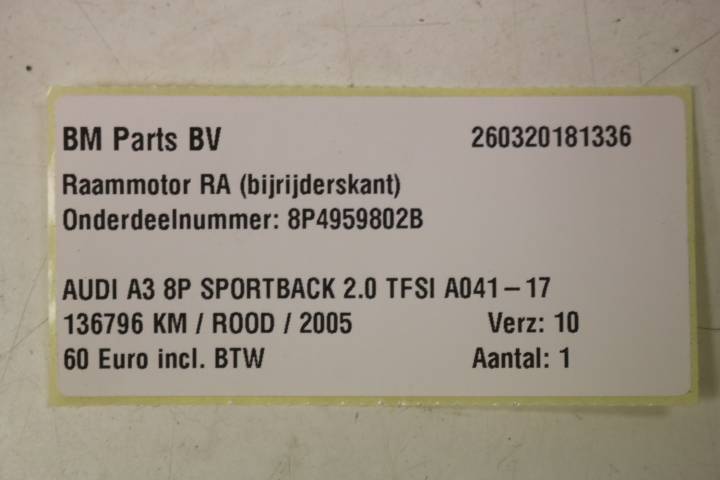 BM Parts BV 260320181336
Raammotor RA (bijrijderskant)
Onderdeelnummer: 8P4959802B
AUDI A3 8P SPORTBACK 2.0 TFSI A041-17
136796 KM / ROOD / 2005 Verz: 10
60 Euro incl. BTW Aantal: 1